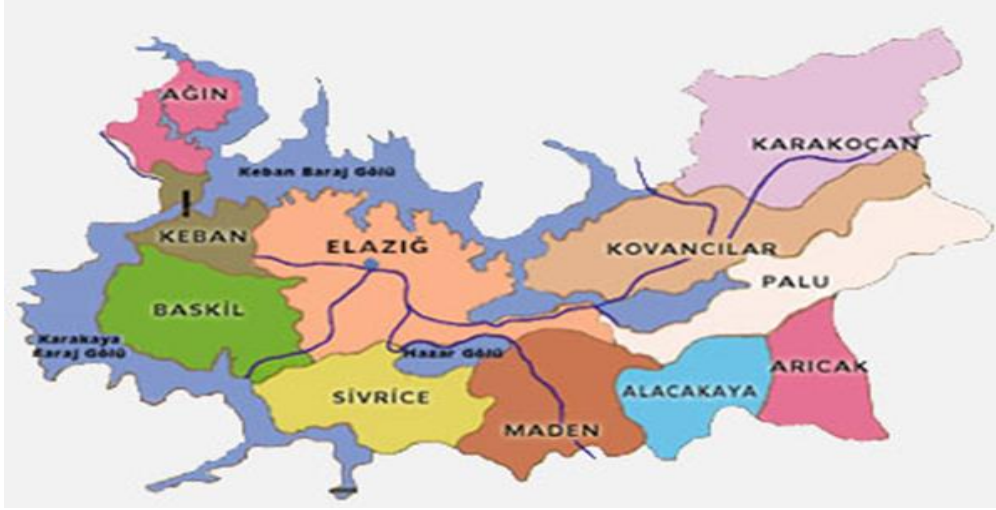 AĞIN
KARAKOÇAN
Keban Baraj Gölü
KEBAN
ELAZIĞ
KOVANCILAR
PALU
BASKİL
Karakaya
Baraj Gölü
Hazar Gölü
ARICAK
ALACAKAYA
SİVRİCE
MADEN